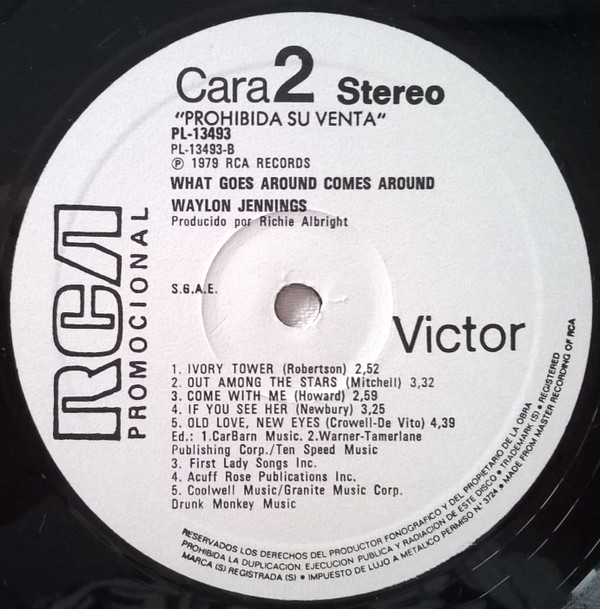 Cara 2 Stereo
"PROHIBIDA SU VENTA"
PL-13493
PL-13493-B
Ⓟ 1979 RCA RECORDS
WHAT GOES AROUND COMES AROUND
WAYLON JENNINGS
Producido por Richie Albright
RCA
PROMOCIONAL
S.G.A.E.
Victor
1. IVORY TOWER (Robertson) 2,52
2. OUT AMONG THE STARS (Mitchell) 3,32
3. COME WITH ME (Howard) 2,59
4. IF YOU SEE HER (Newbury) 3,25
5. OLD LOVE, NEW EYES (Crowell-De Vito) 4,39
Ed.: 1.CarBarn Music. 2.Warner-Tamerlane
Publishing Corp./Ten Speed Music
3. First Lady Songs Inc.
4. Acuff Rose Publications Inc.
5. Coolwell Music/Granite Music Corp.
Drunk Monkey Music
RESERVADOS LOS DERECHOS DEL PRODUCTOR FONOGRAFICO Y DEL PROPIETARIO DE LA OBRA
PROHIBIDA LA DUPLICACION, EJECUCION PUBLICA Y RADIACION DE ESTE DISCO • TRADEMARK (S) • REGISTERED
MARCA (S) REGISTRADA (S) • IMPUESTO DE LUJO A METALICO PERMISO N.º 3724 • MADE FROM MASTER RECORDING OF RCA